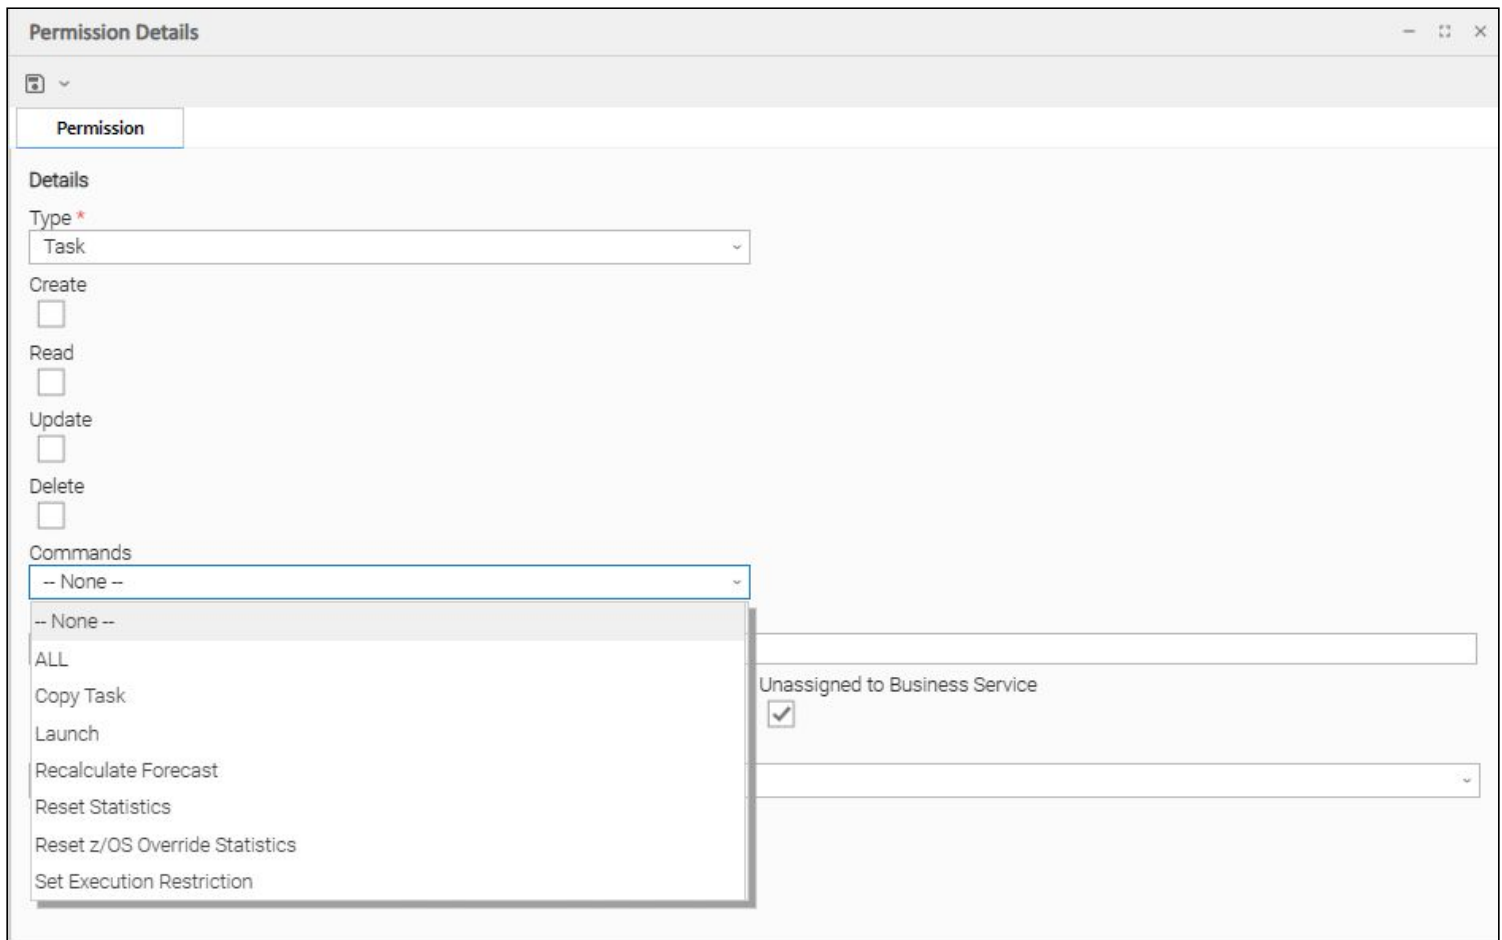 Permission Details
Permission
Details
Type *
Task
Create
Read
Update
Delete
Commands
-- None --
-- None --
ALL
Copy Task
Unassigned to Business Service
Launch
Recalculate Forecast
Reset Statistics
Reset z/OS Override Statistics
Set Execution Restriction